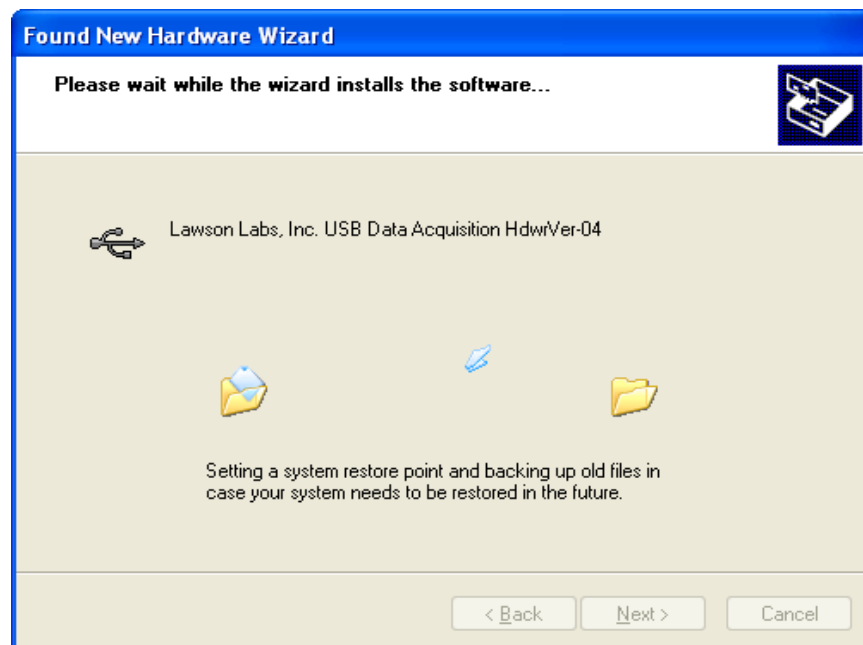 Found New Hardware Wizard
Please wait while the wizard installs the software...
Lawson Labs, Inc. USB Data Acquisition HdwrVer-04
Setting a system restore point and backing up old files in
case your system needs to be restored in the future.
< Back Next > Cancel